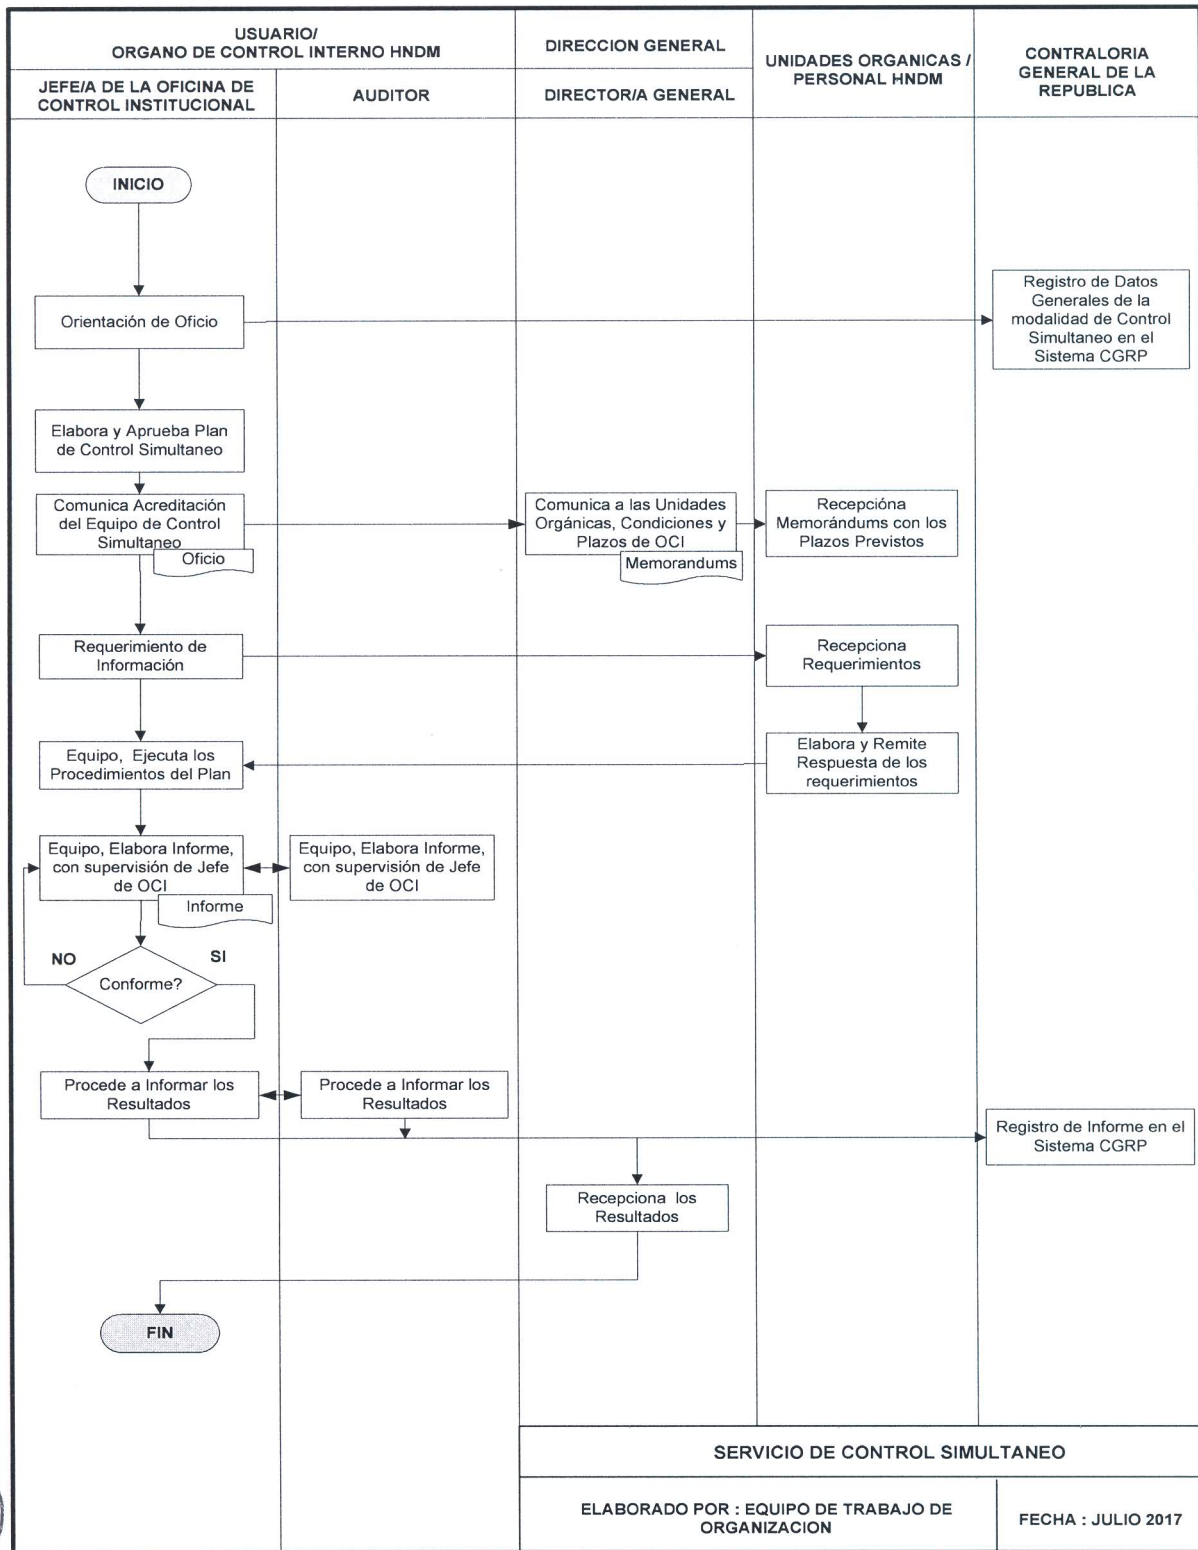 USUARIO/
ORGANO DE CONTROL INTERNO HNDM
DIRECCION GENERAL
UNIDADES ORGANICAS /
PERSONAL HNDM
CONTRALORIA
GENERAL DE LA
REPUBLICA
JEFE/A DE LA OFICINA DE
CONTROL INSTITUCIONAL
AUDITOR
DIRECTOR/A GENERAL
INICIO
Orientación de Oficio
Registro de Datos
Generales de la
modalidad de Control
Simultaneo en el
Sistema CGRP
Elabora y Aprueba Plan
de Control Simultaneo
Comunica Acreditación
del Equipo de Control
Simultaneo
Oficio
Comunica a las Unidades
Orgánicas, Condiciones y
Plazos de OCI
Memorandums
Recepcióna
Memorándums con los
Plazos Previstos
Requerimiento de
Información
Recepciona
Requerimientos
Equipo, Ejecuta los
Procedimientos del Plan
Elabora y Remite
Respuesta de los
requerimientos
Equipo, Elabora Informe,
con supervisión de Jefe
de OCI
Informe
Equipo, Elabora Informe,
con supervisión de Jefe
de OCI
NO
SI
Conforme?
Procede a Informar los
Resultados
Procede a Informar los
Resultados
Registro de Informe en el
Sistema CGRP
Recepciona los
Resultados
FIN
SERVICIO DE CONTROL SIMULTANEO
ELABORADO POR : EQUIPO DE TRABAJO DE
ORGANIZACION
FECHA : JULIO 2017